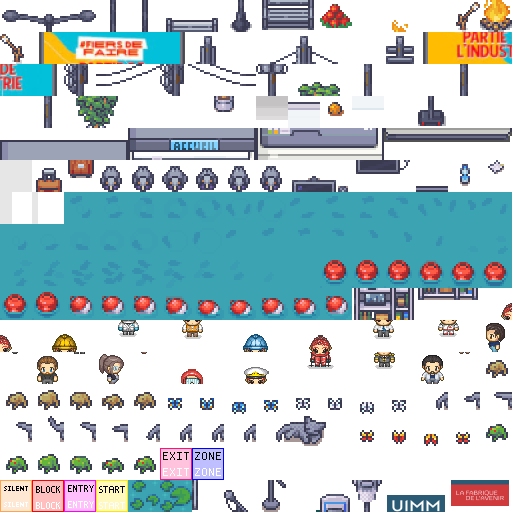 #FIERS DE
FAIRE
PARTIE
L'INDUST
DE
RIE
ACCUEIL
EXIT ZONE
EXIT ZONE
SILENT BLOCK ENTRY START
SILENT BLOCK ENTRY START
UIMM
LA FABRIQUE
DE L'AVENIR